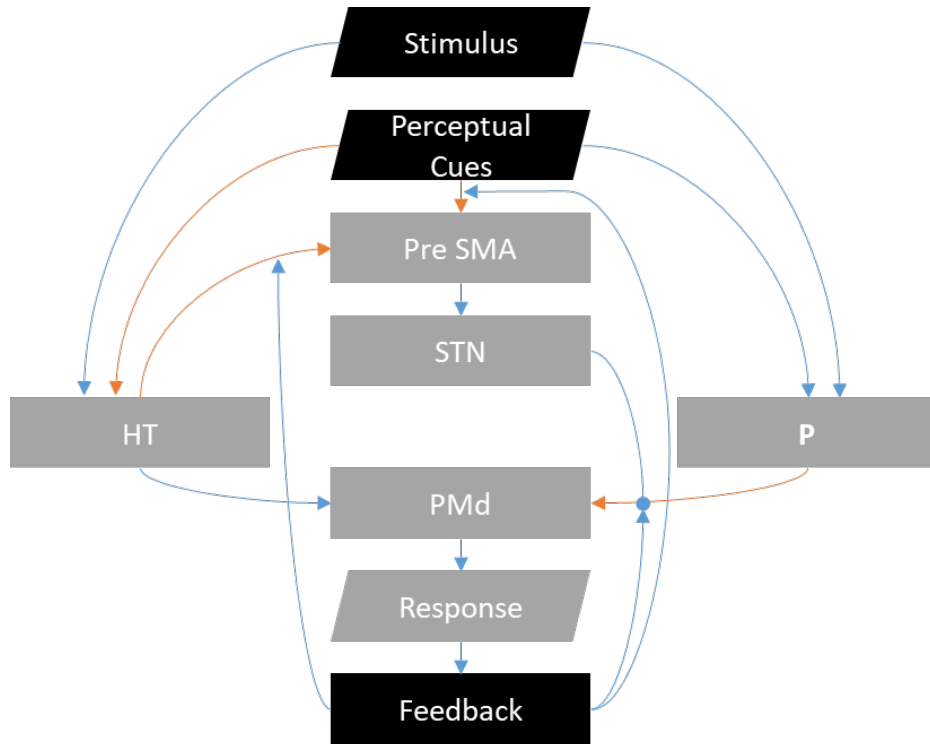 Stimulus
Perceptual
Cues
Pre SMA
STN
HT
P
PMd
Response
Feedback